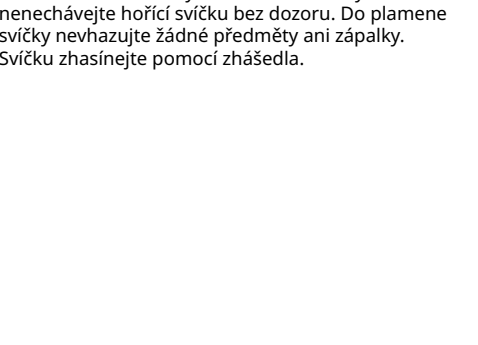 nenechávejte hořící svíčku bez dozoru. Do plamene
svíčky nevhazujte žádné předměty ani zápalky.
Svíčku zhasínejte pomocí zhášedla.